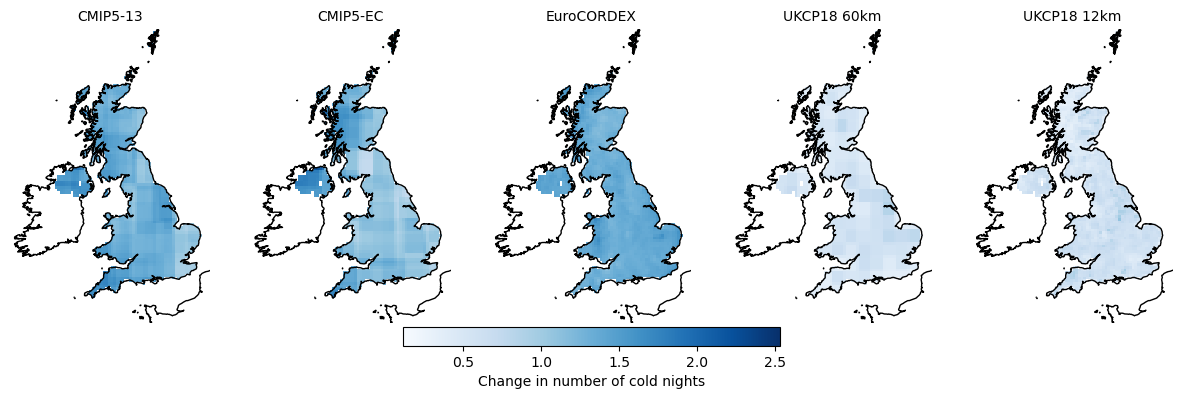 CMIP5-13 CMIP5-EC EuroCORDEX UKCP18 60km UKCP18 12km
0.5 1.0 1.5 2.0 2.5
Change in number of cold nights